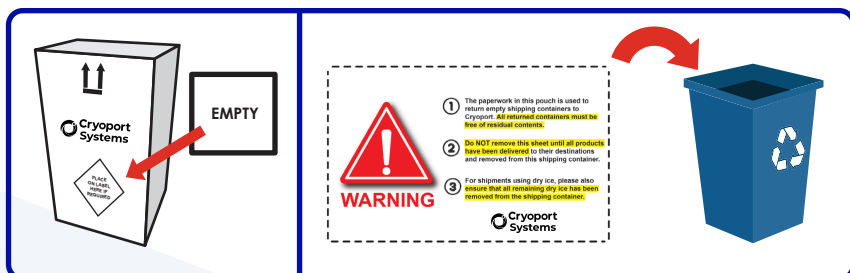 EMPTY
Cryoport
Systems
PLACE
ON LABEL
HERE IF
REQUIRED
WARNING
1 The paperwork in this pouch is used to
return empty shipping containers to
Cryoport. All returned containers must be
free of residual contents.
2 Do NOT remove this sheet until all products
have been delivered to their destinations
and removed from this shipping container.
3 For shipments using dry ice, please also
ensure that all remaining dry ice has been
removed from the shipping container.
Cryoport
Systems